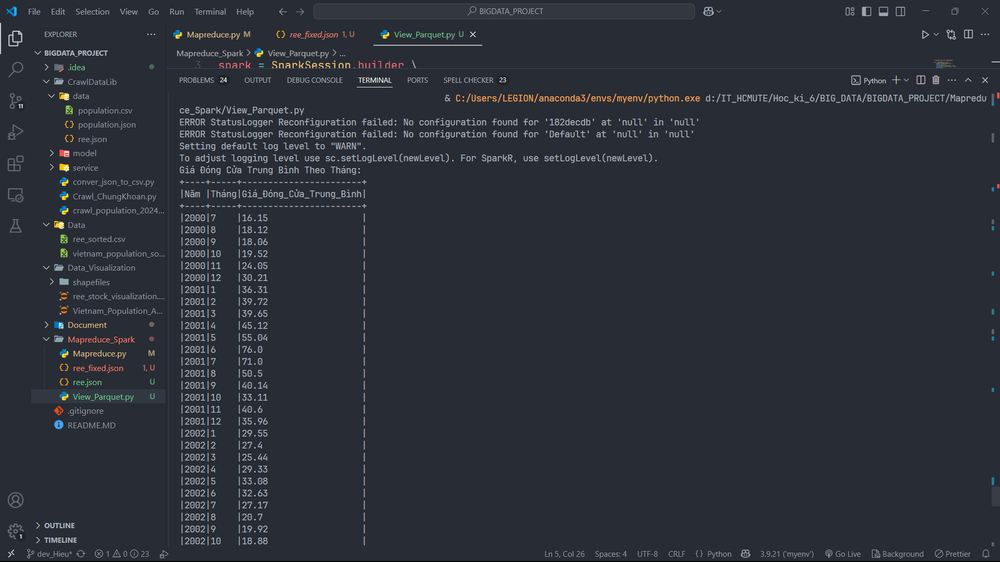 File Edit Selection View Go Run Terminal Help
BIGDATA_PROJECT
EXPLORER
BIGDATA_PROJECT
.idea
CrawlDataLib
data
population.csv
population.json
ree.json
model
service
conver_json_to_csv.py
Crawl_ChungKhoan.py
crawl_population_2024...
Data
ree_sorted.csv
vietnam_population_so...
Data_Visualization
shapefiles
ree_stock_visualization....
Vietnam_Population_A...
Document
Mapreduce_Spark
Mapreduce.py M
ree_fixed.json 1, U
ree.json U
View_Parquet.py U
.gitignore
README.MD
OUTLINE
TIMELINE
11
1
Mapreduce.py M ree_fixed.json 1, U View_Parquet.py U
Mapreduce_Spark > View_Parquet.py > ...
3 spark = SparkSession.builder \
PROBLEMS 24 OUTPUT DEBUG CONSOLE TERMINAL PORTS SPELL CHECKER 23 Python
& C:/Users/LEGION/anaconda3/envs/myenv/python.exe d:/IT_HCMUTE/Hoc_ki_6/BIG_DATA/BIGDATA_PROJECT/Mapredu
ce_Spark/View_Parquet.py
ERROR StatusLogger Reconfiguration failed: No configuration found for '182decdb' at 'null' in 'null'
ERROR StatusLogger Reconfiguration failed: No configuration found for 'Default' at 'null' in 'null'
Setting default log level to "WARN".
To adjust logging level use sc.setLogLevel(newLevel). For SparkR, use setLogLevel(newLevel).
Giá Đóng Cửa Trung Bình Theo Tháng:
+----+-----+-----------------------+
|Năm |Tháng|Giá_Đóng_Cửa_Trung_Bình|
+----+-----+-----------------------+
|2000|7    |16.15                  |
|2000|8    |18.12                  |
|2000|9    |18.06                  |
|2000|10   |19.52                  |
|2000|11   |24.05                  |
|2000|12   |30.21                  |
|2001|1    |36.31                  |
|2001|2    |39.72                  |
|2001|3    |39.65                  |
|2001|4    |45.12                  |
|2001|5    |55.04                  |
|2001|6    |76.0                   |
|2001|7    |71.0                   |
|2001|8    |50.5                   |
|2001|9    |40.14                  |
|2001|10   |33.11                  |
|2001|11   |40.6                   |
|2001|12   |35.96                  |
|2002|1    |29.55                  |
|2002|2    |27.4                   |
|2002|3    |25.44                  |
|2002|4    |29.33                  |
|2002|5    |33.08                  |
|2002|6    |32.63                  |
|2002|7    |27.17                  |
|2002|8    |20.7                   |
|2002|9    |19.92                  |
|2002|10   |18.88                  |
dev_Hieu* 1 0 23 Ln 5, Col 26 Spaces: 4 UTF-8 CRLF { } Python 3.9.21 ('myenv') Go Live Background Prettier